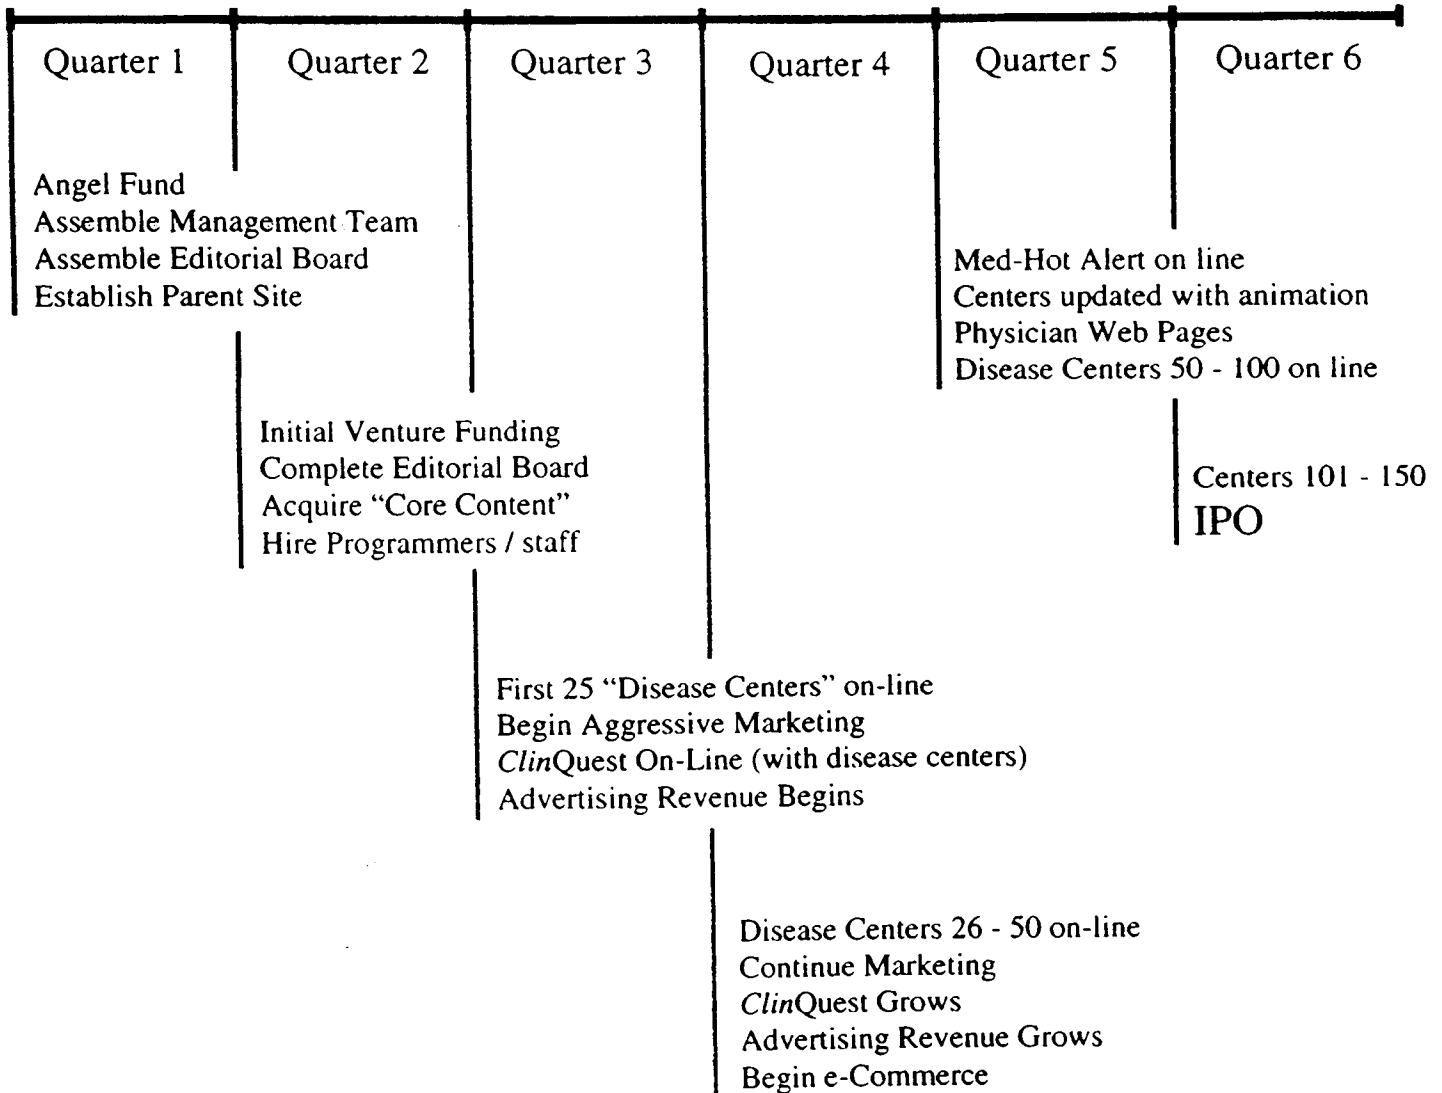 Quarter 1
Quarter 2
Quarter 3
Quarter 4
Quarter 5
Quarter 6
Angel Fund
Assemble Management Team
Assemble Editorial Board
Establish Parent Site
Initial Venture Funding
Complete Editorial Board
Acquire “Core Content”
Hire Programmers / staff
First 25 “Disease Centers” on-line
Begin Aggressive Marketing
ClinQuest On-Line (with disease centers)
Advertising Revenue Begins
Disease Centers 26 - 50 on-line
Continue Marketing
ClinQuest Grows
Advertising Revenue Grows
Begin e-Commerce
Med-Hot Alert on line
Centers updated with animation
Physician Web Pages
Disease Centers 50 - 100 on line
Centers 101 - 150
IPO